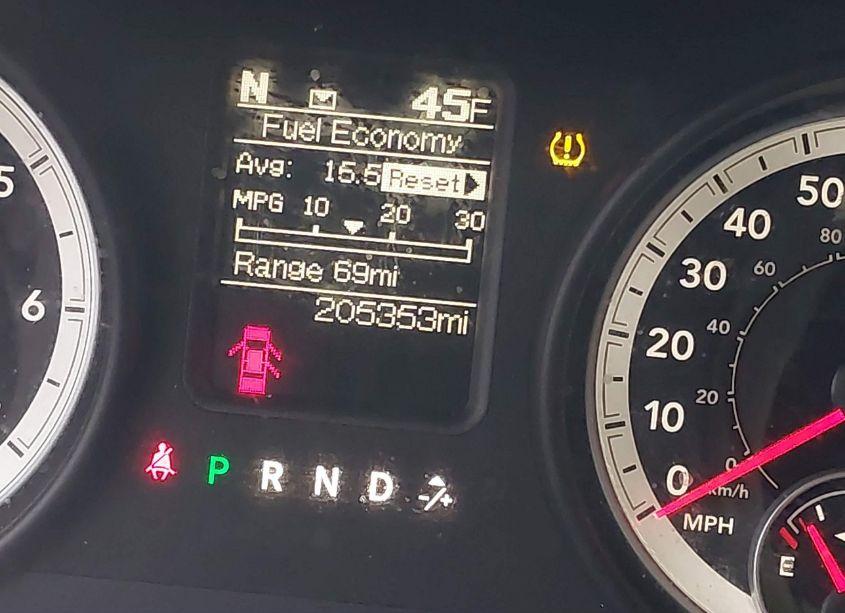 N 45F
Fuel Economy
Avg: 16.5 Reset
MPG 10 20 30
Range 69mi
205353mi
P R N D -/+
5
6
50
40
30
20
10
0
80
60
40
20
0
km/h
MPH
E